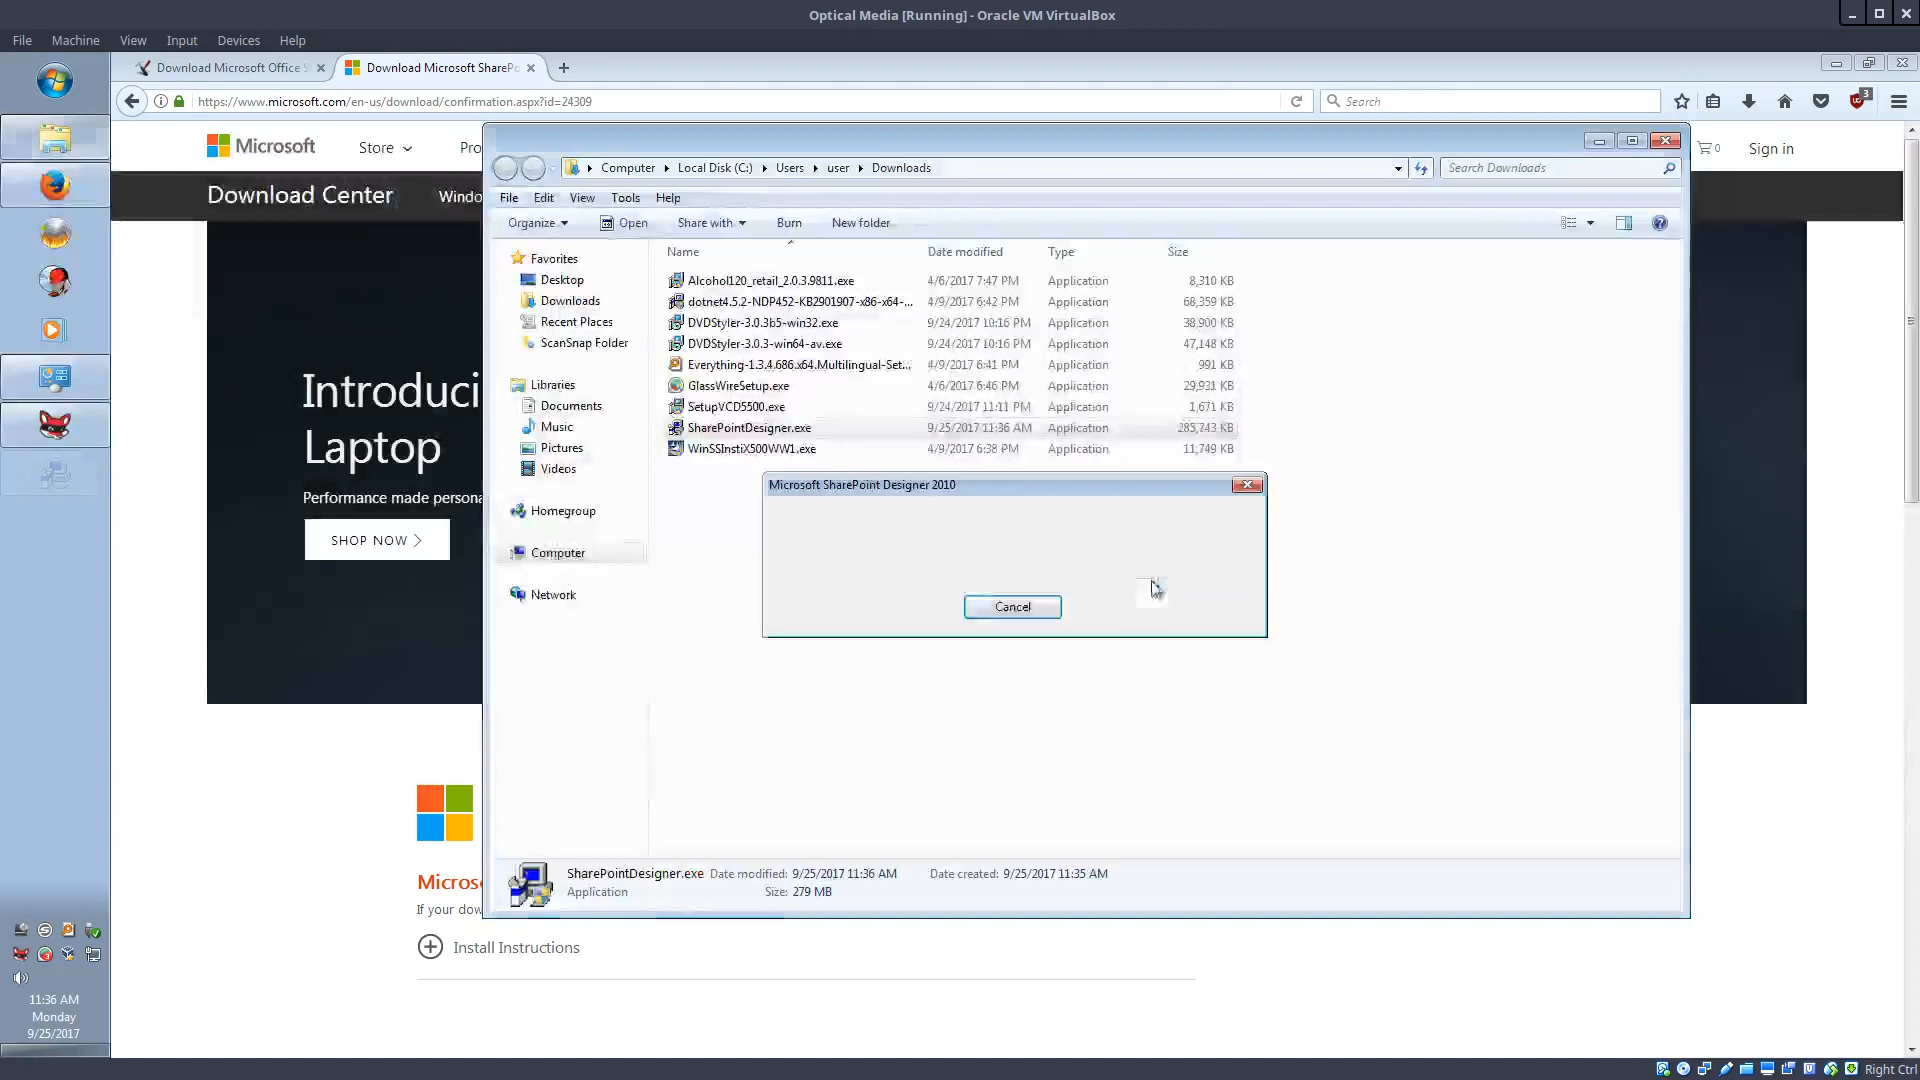 Optical Media [Running] - Oracle VM VirtualBox
File Machine View Input Devices Help
Download Microsoft Office S
Download Microsoft SharePo
https://www.microsoft.com/en-us/download/confirmation.aspx?id=24309
Search
3
Microsoft
Store
Pro
0
Sign in
Download Center
Windo
Computer Local Disk (C:) Users user Downloads
Search Downloads
File Edit View Tools Help
Organize Open Share with Burn New folder
Name Date modified Type Size
Favorites
Desktop
Downloads
Recent Places
ScanSnap Folder
Libraries
Documents
Music
Pictures
Videos
Homegroup
Computer
Network
Alcohol120_retail_2.0.3.9811.exe 4/6/2017 7:47 PM Application 8,310 KB
dotnet4.5.2-NDP452-KB2901907-x86-x64-... 4/9/2017 6:42 PM Application 68,359 KB
DVDStyler-3.0.3b5-win32.exe 9/24/2017 10:16 PM Application 38,900 KB
DVDStyler-3.0.3-win64-av.exe 9/24/2017 10:16 PM Application 47,148 KB
Everything-1.3.4.686.x64.Multilingual-Set... 4/9/2017 6:41 PM Application 991 KB
GlassWireSetup.exe 4/6/2017 6:46 PM Application 29,931 KB
SetupVCD5500.exe 9/24/2017 11:11 PM Application 1,671 KB
SharePointDesigner.exe 9/25/2017 11:36 AM Application 285,743 KB
WinSSInstiX500WW1.exe 4/9/2017 6:38 PM Application 11,749 KB
Microsoft SharePoint Designer 2010
Cancel
Introduci
Laptop
Performance made persona
SHOP NOW
SharePointDesigner.exe Date modified: 9/25/2017 11:36 AM Date created: 9/25/2017 11:35 AM
Application Size: 279 MB
Micros
If your dow
Install Instructions
11:36 AM
Monday
9/25/2017
Right Ctrl